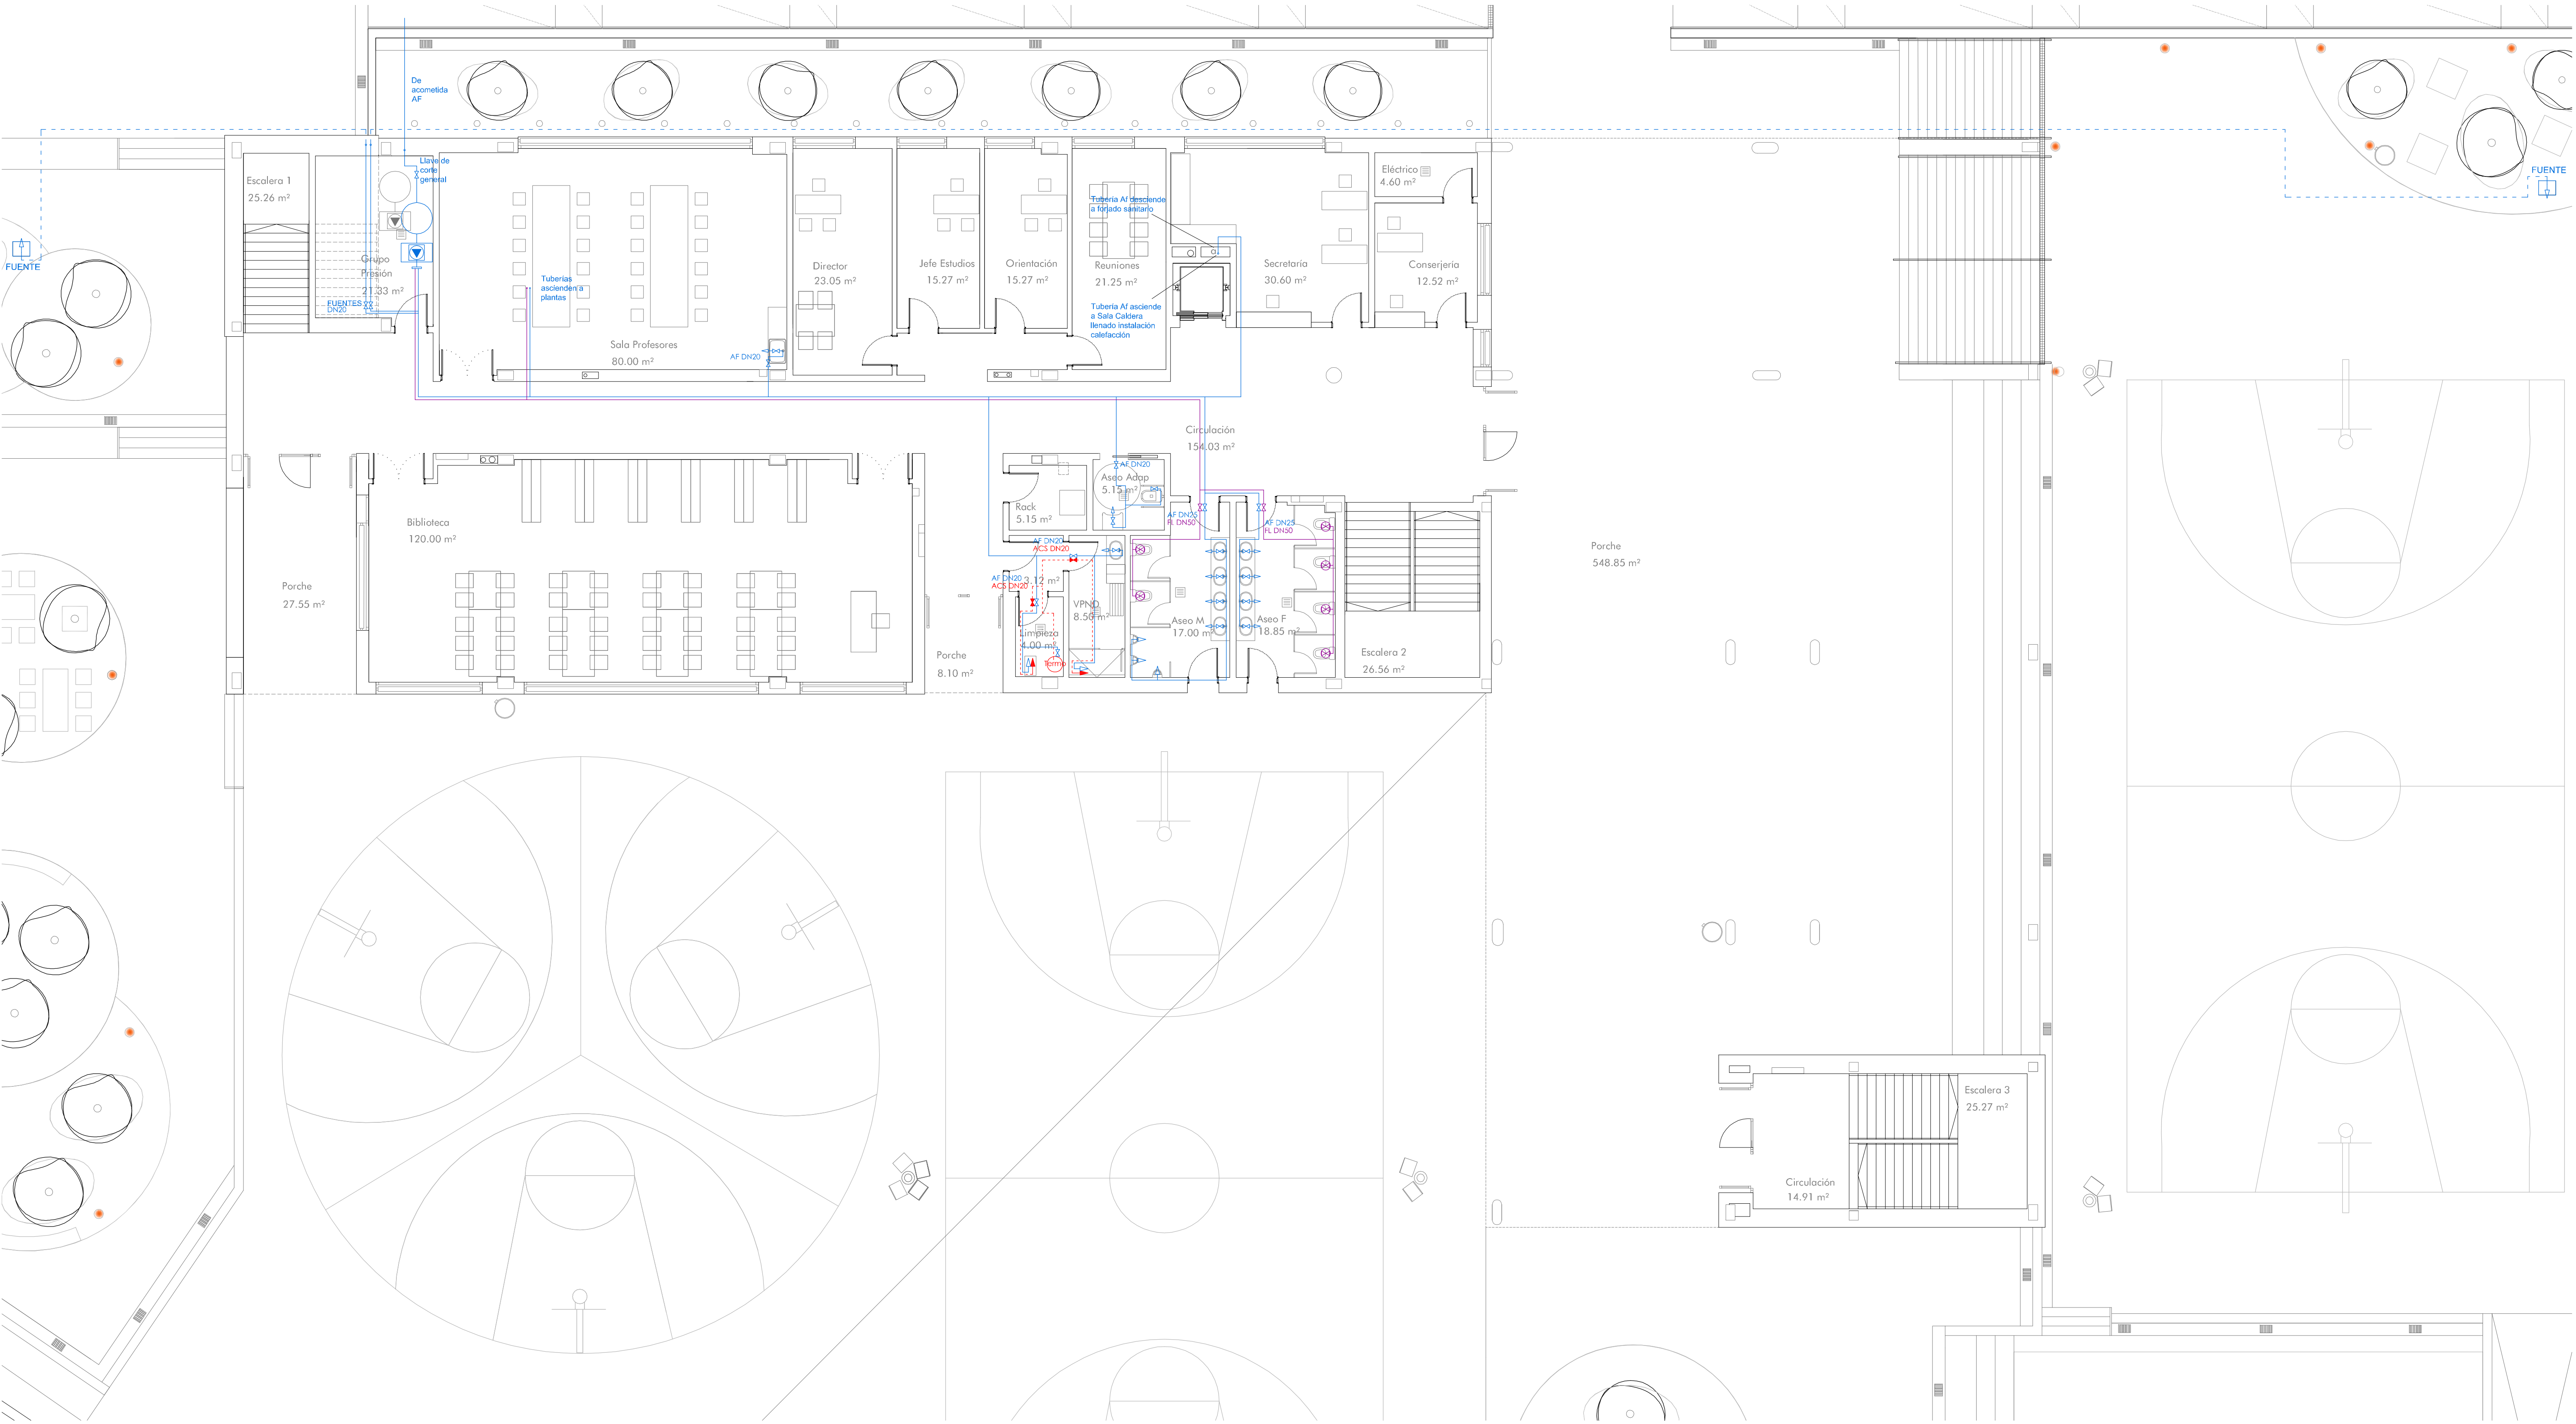 De
acometida
AF
Llave de
corte
general
Escalera 1
25.26 m²
Grupo
Presión
21.33 m²
FUENTES
DN20
FUENTE
Tuberías
ascienden a
plantas
Sala Profesores
80.00 m²
AF DN20
Director
23.05 m²
Jefe Estudios
15.27 m²
Orientación
15.27 m²
Reuniones
21.25 m²
Tubería Af desciende
a forjado sanitario
Tubería Af asciende
a Sala Caldera
llenado instalación
calefacción
Secretaría
30.60 m²
Eléctrico
4.60 m²
Conserjería
12.52 m²
FUENTE
Circulación
154.03 m²
Biblioteca
120.00 m²
Porche
27.55 m²
Porche
8.10 m²
Rack
5.15 m²
AF DN20
Aseo Adap
5.15 m²
AF DN20
ACS DN20
AF DN20
ACS DN20
3.12 m²
VPND
8.50 m²
Limpieza
4.00 m²
Termo
AF DN25
FL DN50
AF DN25
FL DN50
Aseo M
17.00 m²
Aseo F
18.85 m²
Escalera 2
26.56 m²
Porche
548.85 m²
Escalera 3
25.27 m²
Circulación
14.91 m²